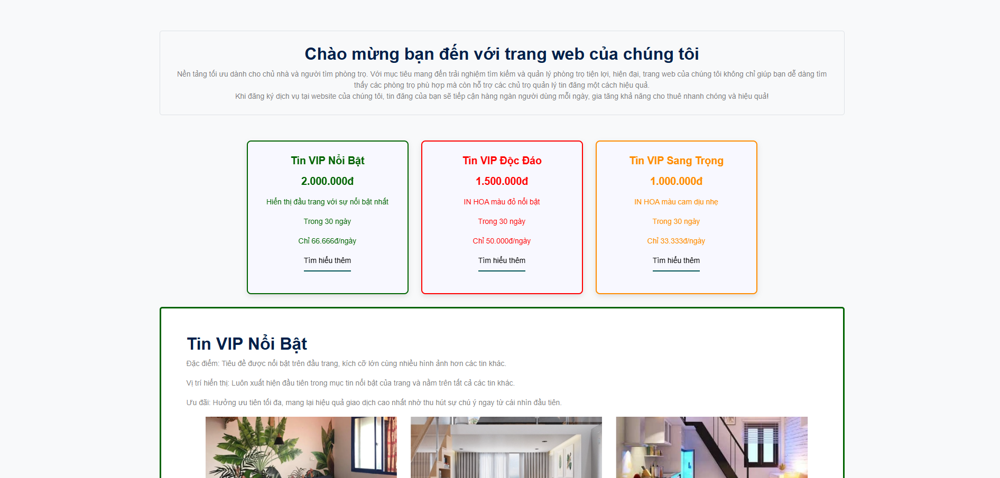 Chào mừng bạn đến với trang web của chúng tôi
Nền tảng tối ưu dành cho chủ nhà và người tìm phòng trọ. Với mục tiêu mang đến trải nghiệm tìm kiếm và quản lý phòng trọ tiện lợi, hiện đại, trang web của chúng tôi không chỉ giúp bạn dễ dàng tìm
thấy các phòng trọ phù hợp mà còn hỗ trợ các chủ trọ quản lý tin đăng một cách hiệu quả.
Khi đăng ký dịch vụ tại website của chúng tôi, tin đăng của bạn sẽ tiếp cận hàng ngàn người dùng mỗi ngày, gia tăng khả năng cho thuê nhanh chóng và hiệu quả!
Tin VIP Nổi Bật
2.000.000đ
Hiển thị đầu trang với sự nổi bật nhất
Trong 30 ngày
Chỉ 66.666đ/ngày
Tìm hiểu thêm
Tin VIP Độc Đáo
1.500.000đ
IN HOA màu đỏ nổi bật
Trong 30 ngày
Chỉ 50.000đ/ngày
Tìm hiểu thêm
Tin VIP Sang Trọng
1.000.000đ
IN HOA màu cam dịu nhẹ
Trong 30 ngày
Chỉ 33.333đ/ngày
Tìm hiểu thêm
Tin VIP Nổi Bật
Đặc điểm: Tiêu đề được nổi bật trên đầu trang, kích cỡ lớn cùng nhiều hình ảnh hơn các tin khác.
Vị trí hiển thị: Luôn xuất hiện đầu tiên trong mục tin nổi bật của trang và nằm trên tất cả các tin khác.
Ưu đãi: Hưởng ưu tiên tối đa, mang lại hiệu quả giao dịch cao nhất nhờ thu hút sự chú ý ngay từ cái nhìn đầu tiên.